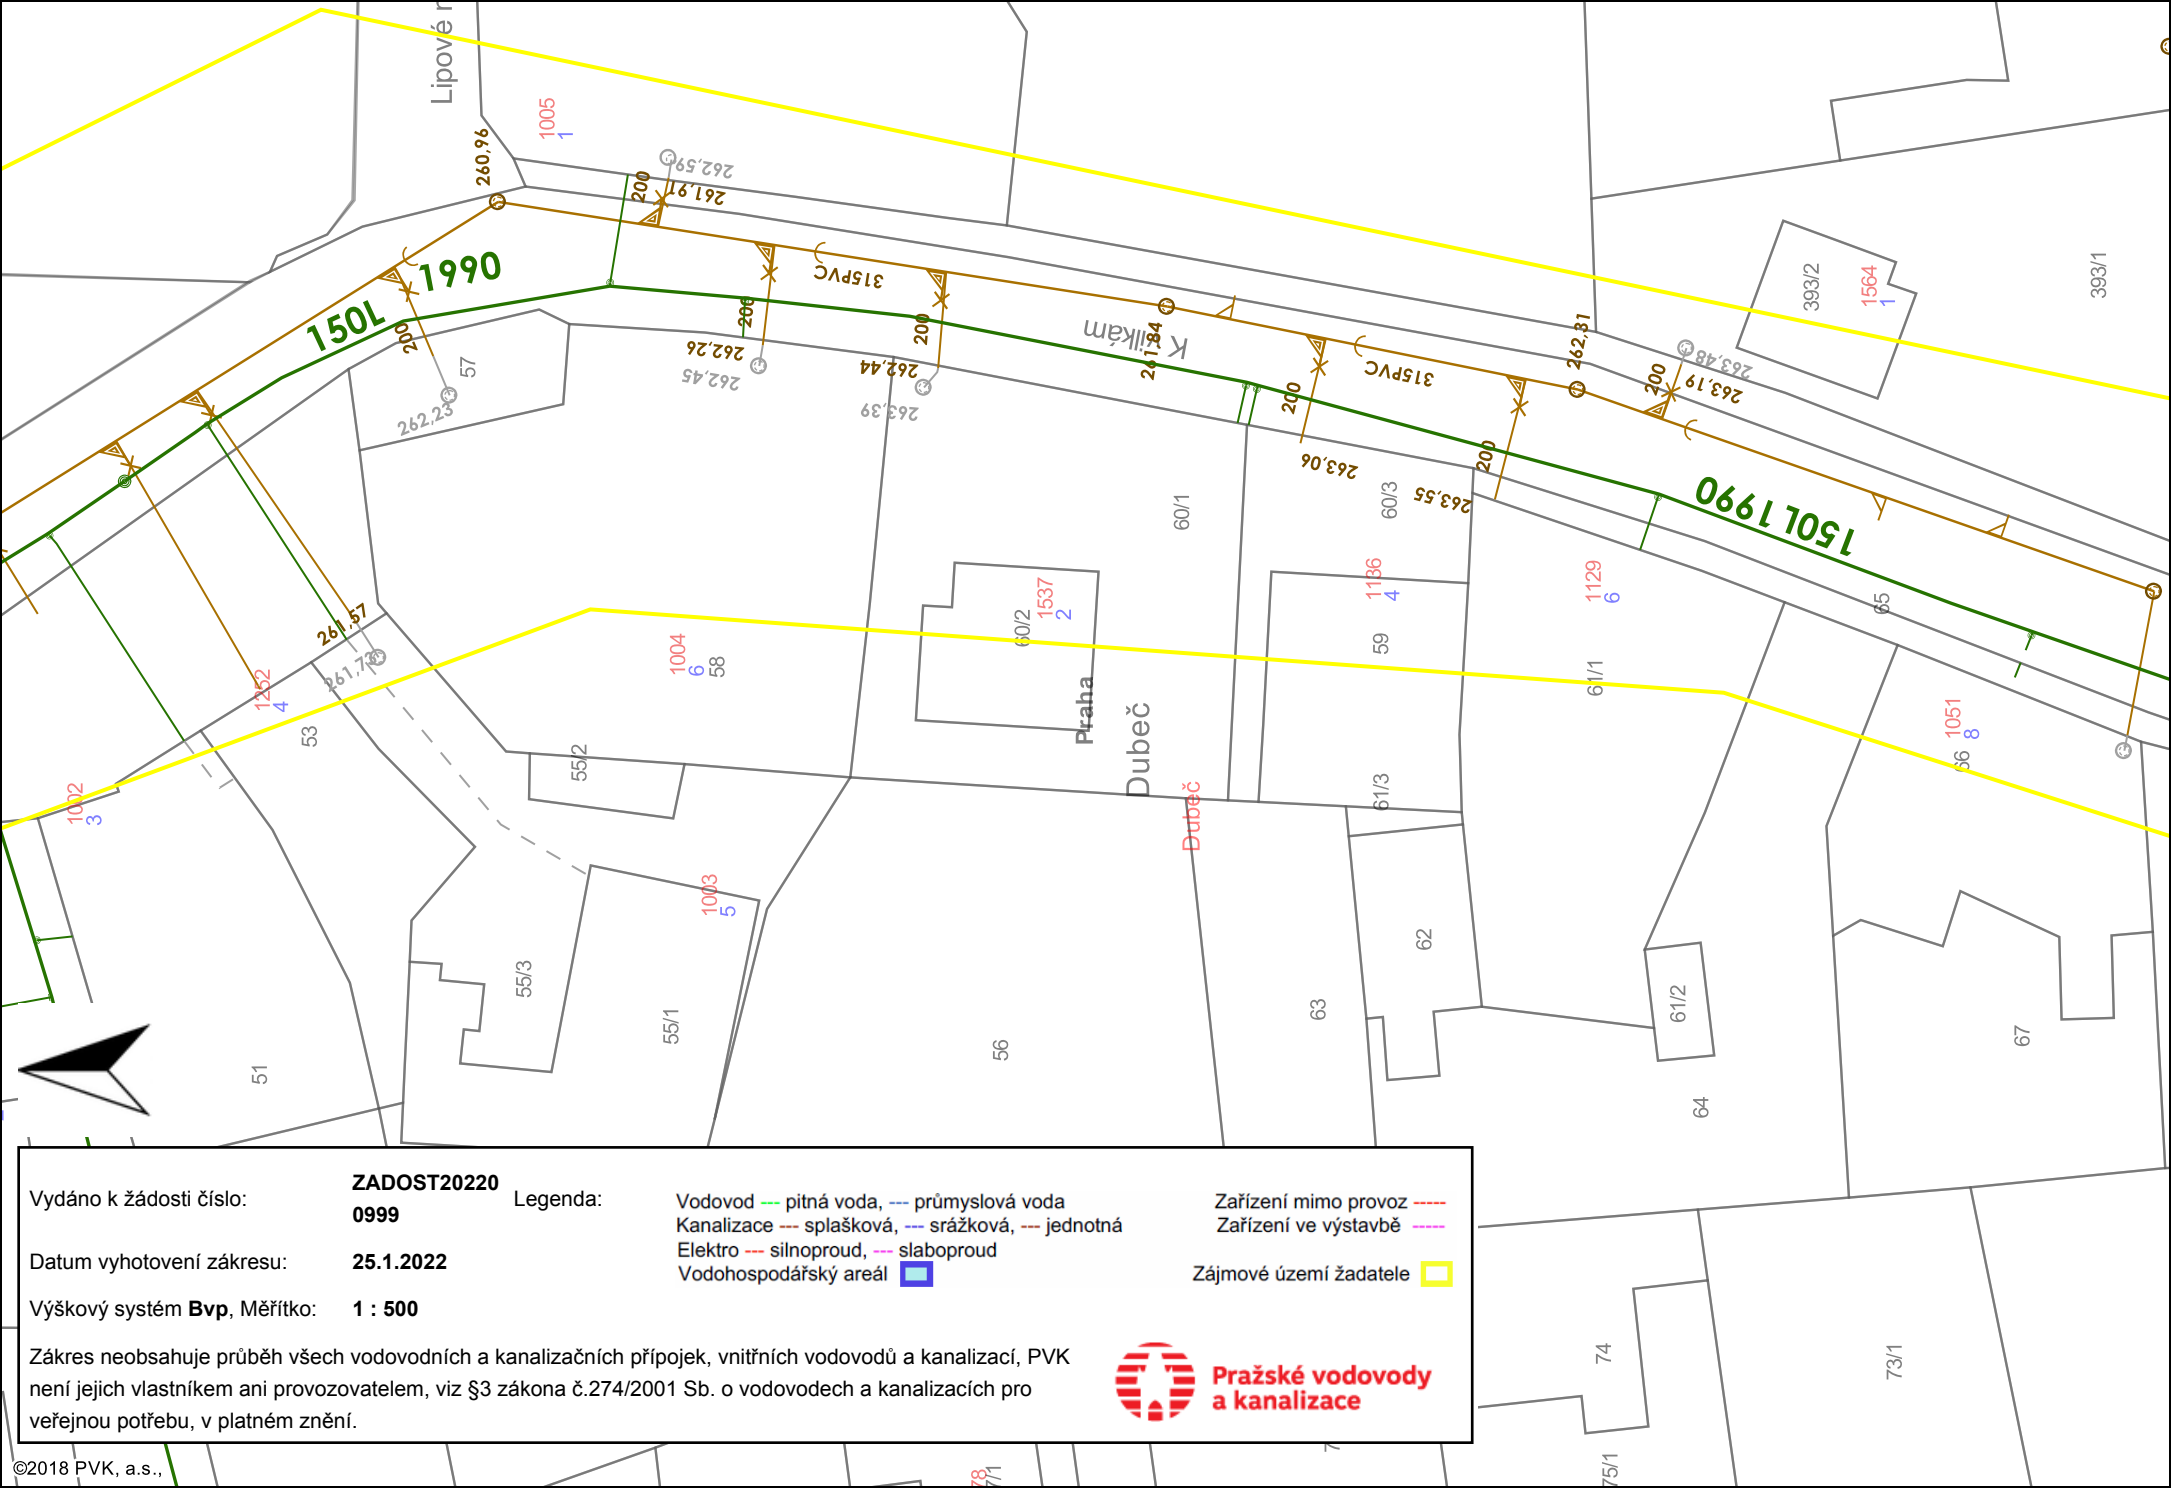 1005
1
260,96
262,59
200
261,91
1990
150L
200
315PVC
200
262,26
262,45
200
262,44
263,39
57
262,23
K
261,84
200
263,06
315PVC
262,81
200
263,48
263,19
393/2
1564
1
393/1
200
263,55
150L 1990
60/1
60/3
1136
4
1129
6
65
261,57
261,73
1252
4
53
1004
6
58
60/2
1537
2
59
61/1
1051
8
66
Praha
Dubeč
Dubeč
1002
3
55/2
61/3
1003
5
55/3
55/1
51
56
63
62
61/2
64
67
74
73/1
75/1
Vydáno k žádosti číslo:
ZADOST20220
0999
Legenda:
Vodovod --- pitná voda, --- průmyslová voda
Kanalizace --- splašková, --- srážková, --- jednotná
Elektro --- silnoproud, --- slaboproud
Vodohospodářský areál
Zařízení mimo provoz -----
Zařízení ve výstavbě -----
Zájmové území žadatele
Datum vyhotovení zákresu: 25.1.2022
Výškový systém Bvp, Měřítko: 1 : 500
Zákres neobsahuje průběh všech vodovodních a kanalizačních přípojek, vnitřních vodovodů a kanalizací, PVK
není jejich vlastníkem ani provozovatelem, viz §3 zákona č.274/2001 Sb. o vodovodech a kanalizacích pro
veřejnou potřebu, v platném znění.
Pražské vodovody
a kanalizace
©2018 PVK, a.s.,